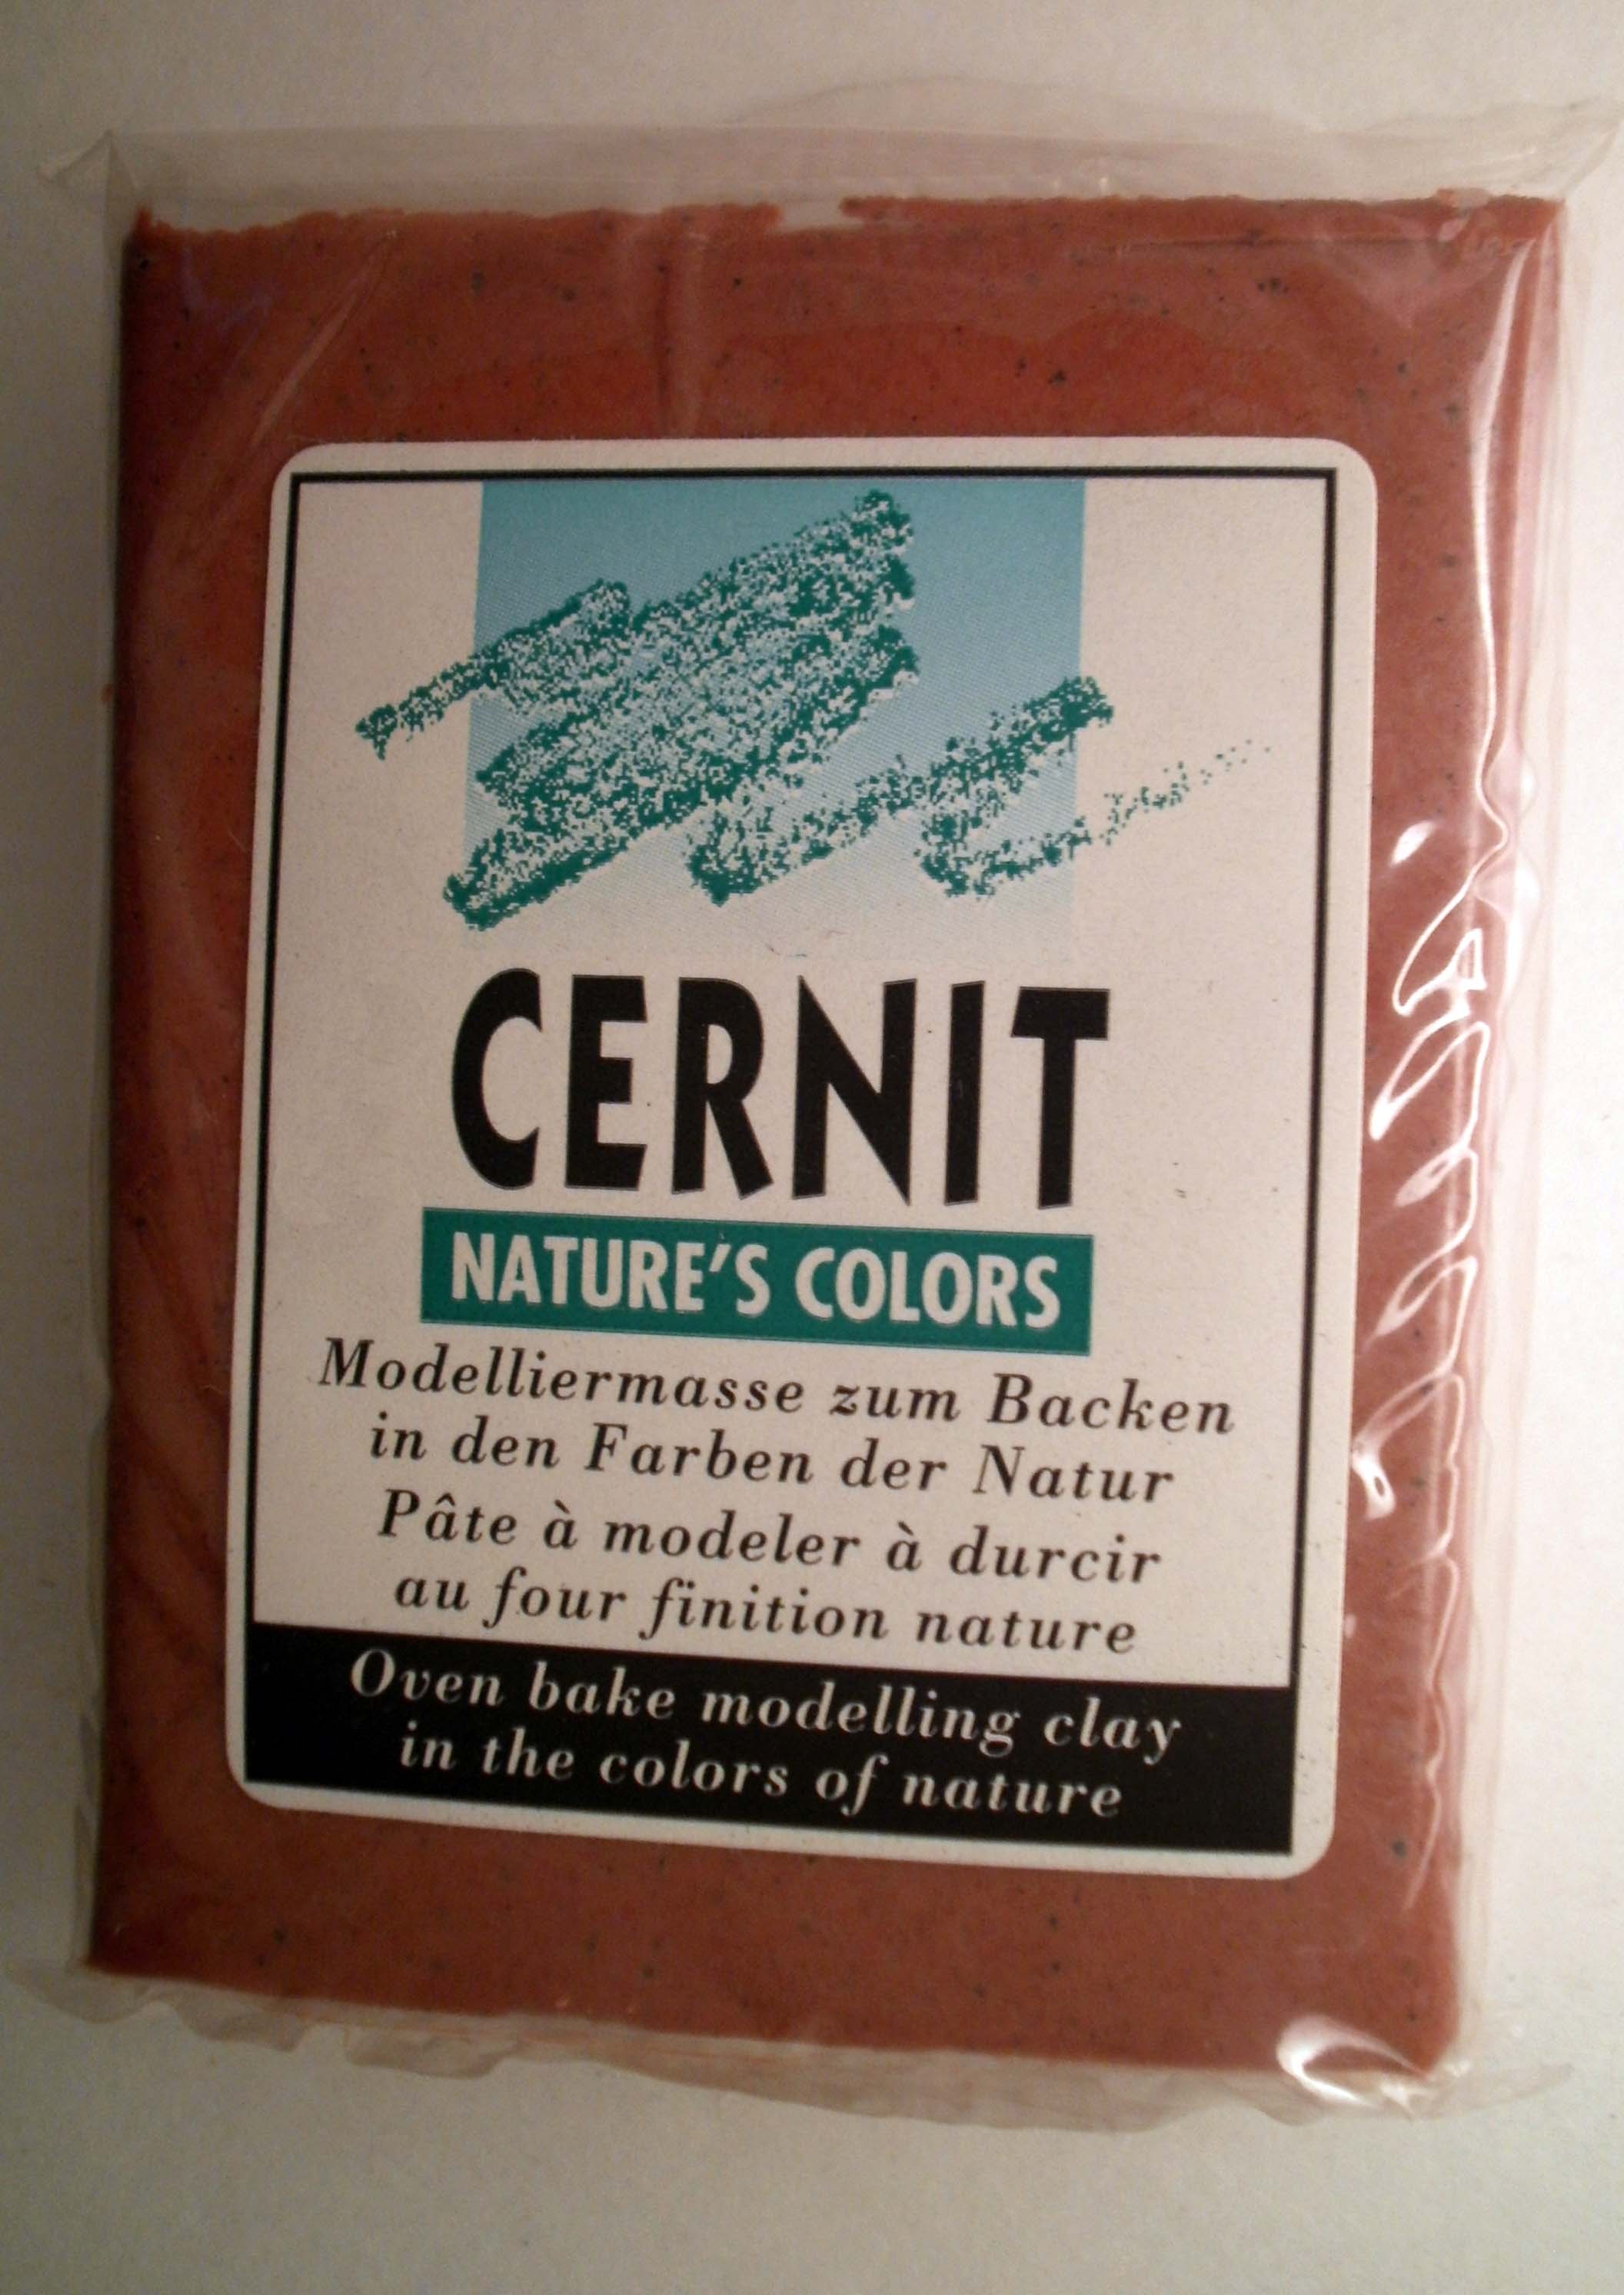 CERNIT
NATURE'S COLORS
Modelliermasse zum Backen
in den Farben der Natur
Pâte à modeler à durcir
au four finition nature
Oven bake modelling clay
in the colors of nature